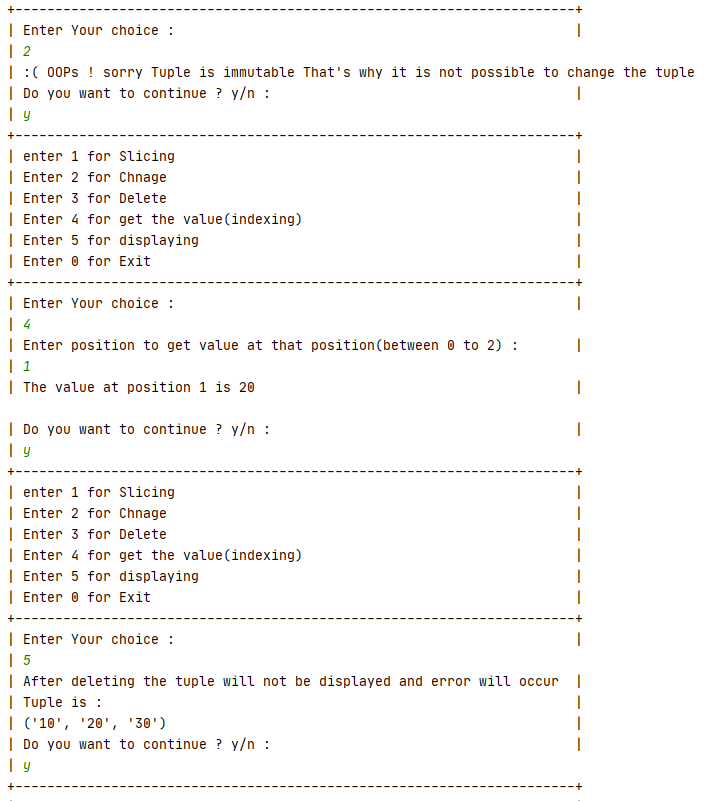 +----------------------------------------------------------------------+
| Enter Your choice :                                                  |
| 2
| :( OOPs ! sorry Tuple is immutable That's why it is not possible to change the tuple
| Do you want to continue ? y/n :                                      |
| y
+----------------------------------------------------------------------+
| enter 1 for Slicing                                                  |
| Enter 2 for Chnage                                                   |
| Enter 3 for Delete                                                   |
| Enter 4 for get the value(indexing)                                  |
| Enter 5 for displaying                                               |
| Enter 0 for Exit                                                     |
+----------------------------------------------------------------------+
| Enter Your choice :                                                  |
| 4
| Enter position to get value at that position(between 0 to 2) :       |
| 1
| The value at position 1 is 20                                        |
| Do you want to continue ? y/n :                                      |
| y
+----------------------------------------------------------------------+
| enter 1 for Slicing                                                  |
| Enter 2 for Chnage                                                   |
| Enter 3 for Delete                                                   |
| Enter 4 for get the value(indexing)                                  |
| Enter 5 for displaying                                               |
| Enter 0 for Exit                                                     |
+----------------------------------------------------------------------+
| Enter Your choice :                                                  |
| 5
| After deleting the tuple will not be displayed and error will occur  |
| Tuple is :                                                           |
| ('10', '20', '30')                                                   |
| Do you want to continue ? y/n :                                      |
| y
+----------------------------------------------------------------------+